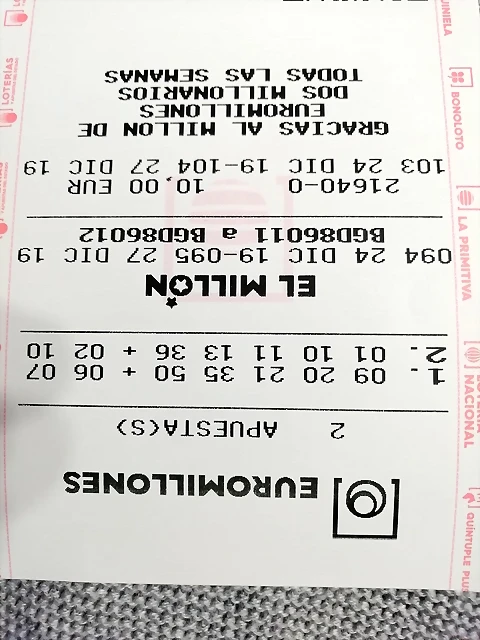 EUROMILLONES
2 APUESTA(S)
1. 09 20 21 35 50 + 06 07
2. 01 10 11 13 36 + 02 10
EL MILLÓN
094 24 DIC 19-095 27 DIC 19
BGD86011 a BGD86012
21640-0 10,00 EUR
103 24 DIC 19-104 27 DIC 19
GRACIAS AL MILLON DE
EUROMILLONES
DOS MILLONARIOS
TODAS LAS SEMANAS
UINIELA
BONOLOTO
LA PRIMITIVA
LOTERÍA
NACIONAL
QUÍNTUPLE PLUS
LOTERÍAS
LOTERÍAS